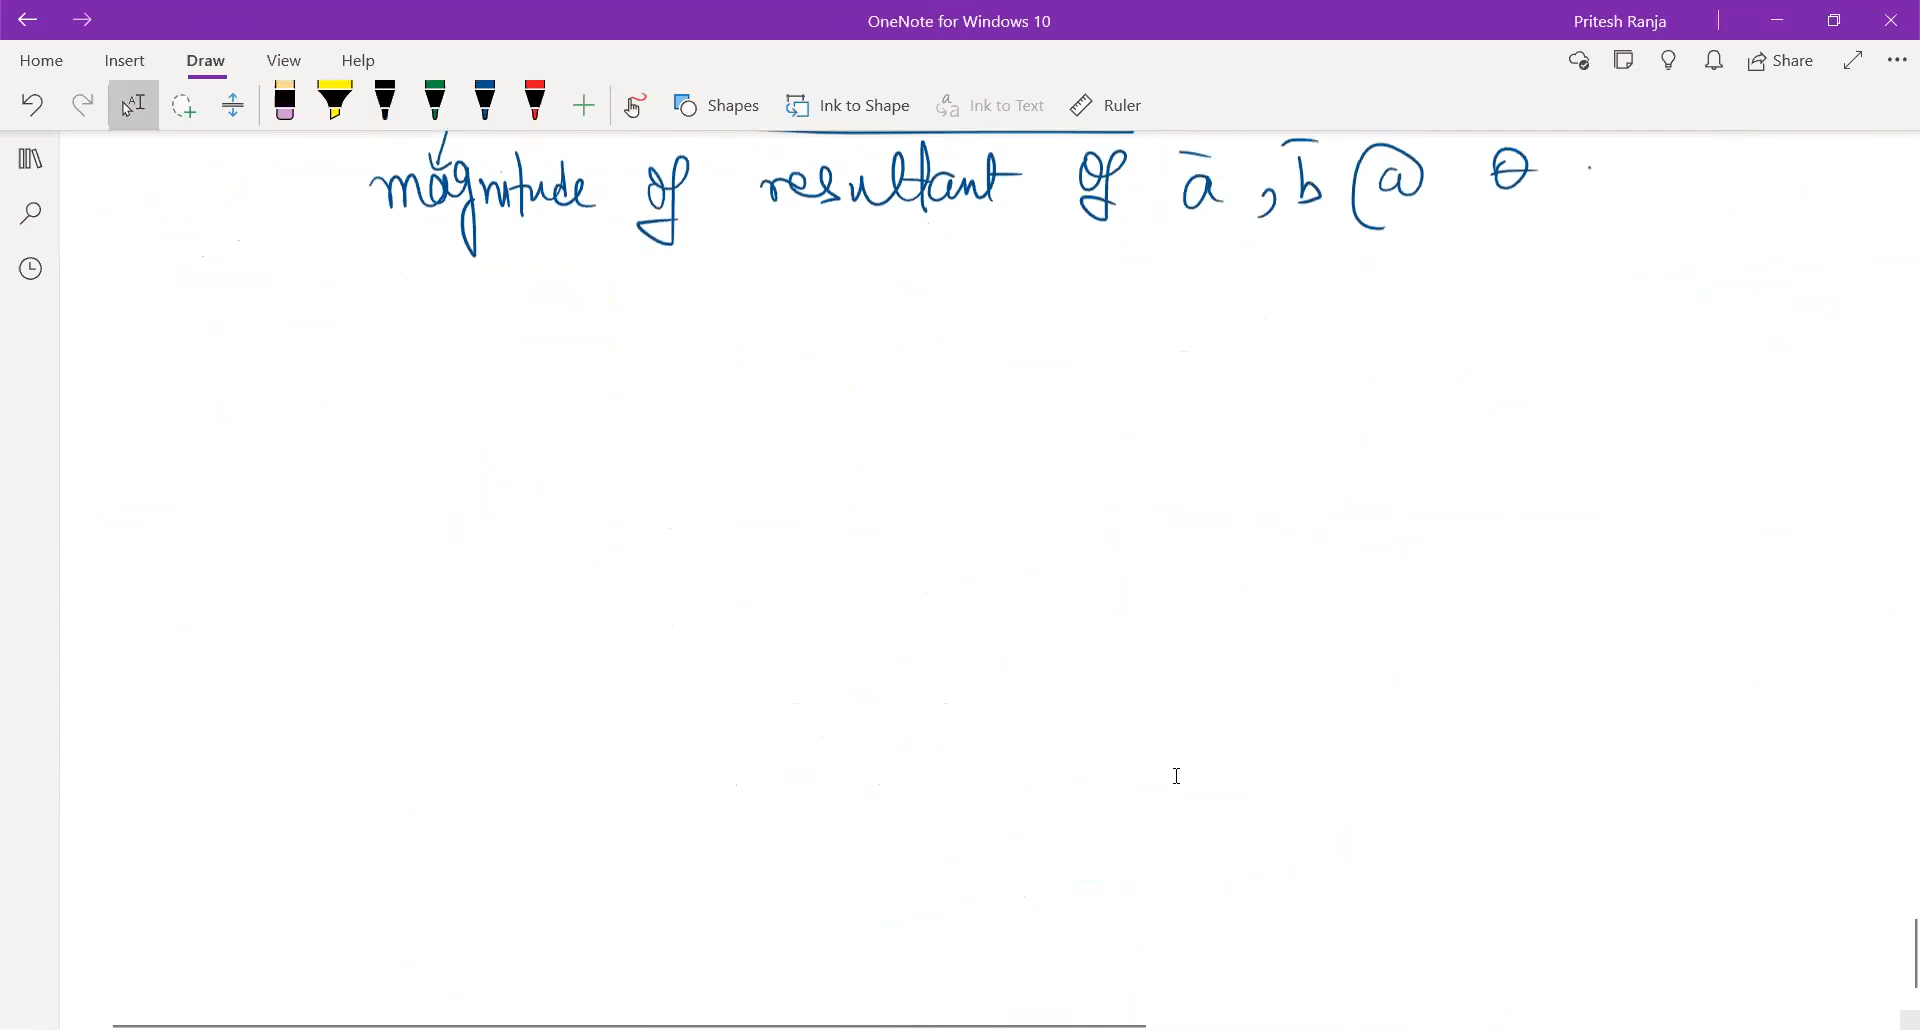 OneNote for Windows 10
Pritesh Ranja
Home Insert Draw View Help
Share
Shapes Ink to Shape Ink to Text Ruler
magnitude of resultant of a̅ , b̅ (@ θ .